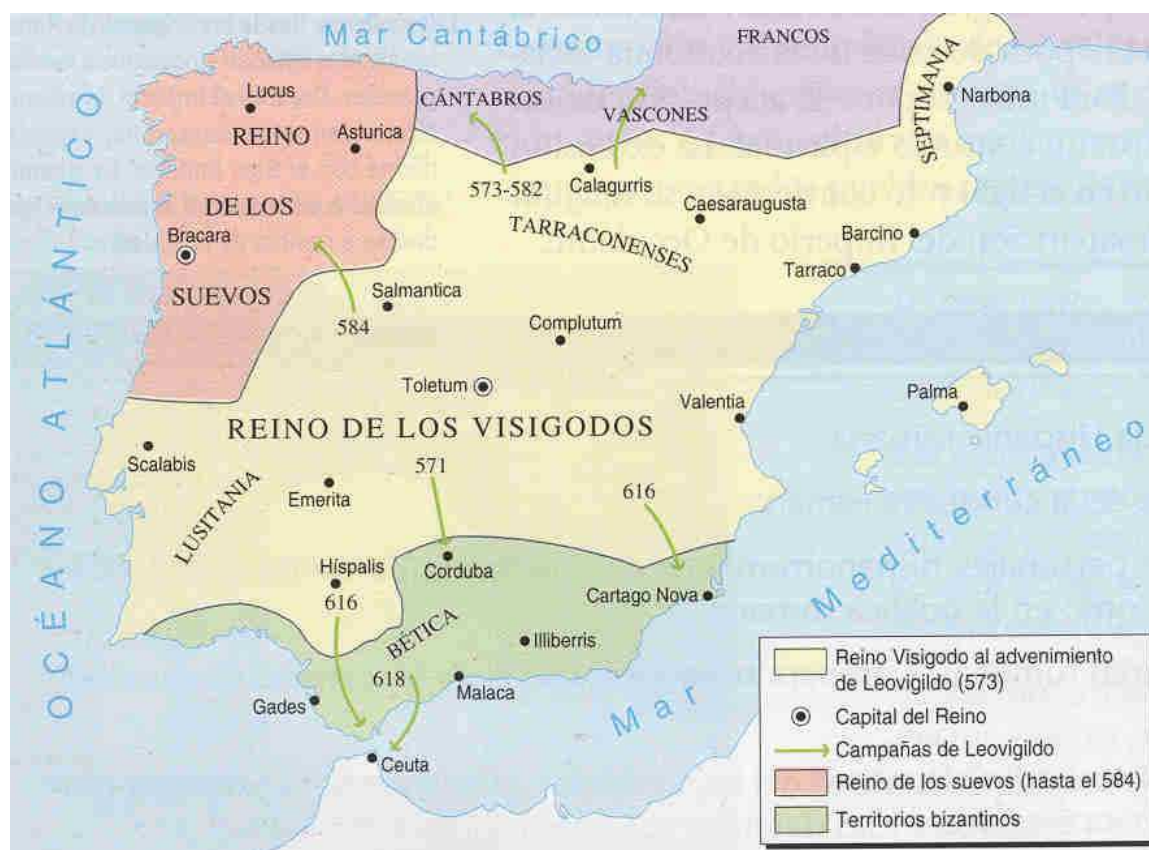 Mar Cantábrico
FRANCOS
SEPTIMANIA
Narbona
Lucus
CÁNTABROS
VASCONES
REINO
Asturica
573-582
Calagurris
DE LOS
Caesaraugusta
TARRACONENSES
Barcino
Bracara
Tarraco
SUEVOS
Salmantica
584
Complutum
OCÉANO ATLÁNTICO
Toletum
Palma
Valentia
REINO DE LOS VISIGODOS
Scalabis
571
616
Emerita
LUSITANIA
Mar Mediterráneo
Híspalis
Corduba
616
Cartago Nova
BÉTICA
Illiberris
618
Malaca
Gades
Ceuta
Reino Visigodo al advenimiento
de Leovigildo (573)
Capital del Reino
Campañas de Leovigildo
Reino de los suevos (hasta el 584)
Territorios bizantinos